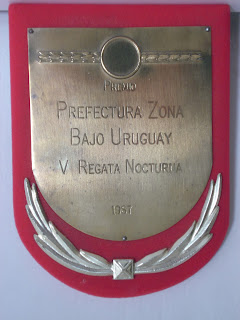 PREMIO
PREFECTURA ZONA
BAJO URUGUAY
V REGATA NOCTURNA